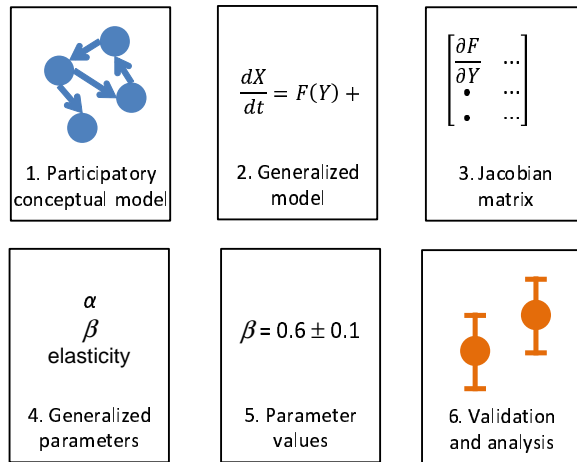 1. Participatory
conceptual model
dX/dt = F(Y) +
2. Generalized
model
[∂F/∂Y ⋯
• ⋯
• ⋯]
3. Jacobian
matrix
α
β
elasticity
4. Generalized
parameters
β = 0.6 ± 0.1
5. Parameter
values
6. Validation
and analysis